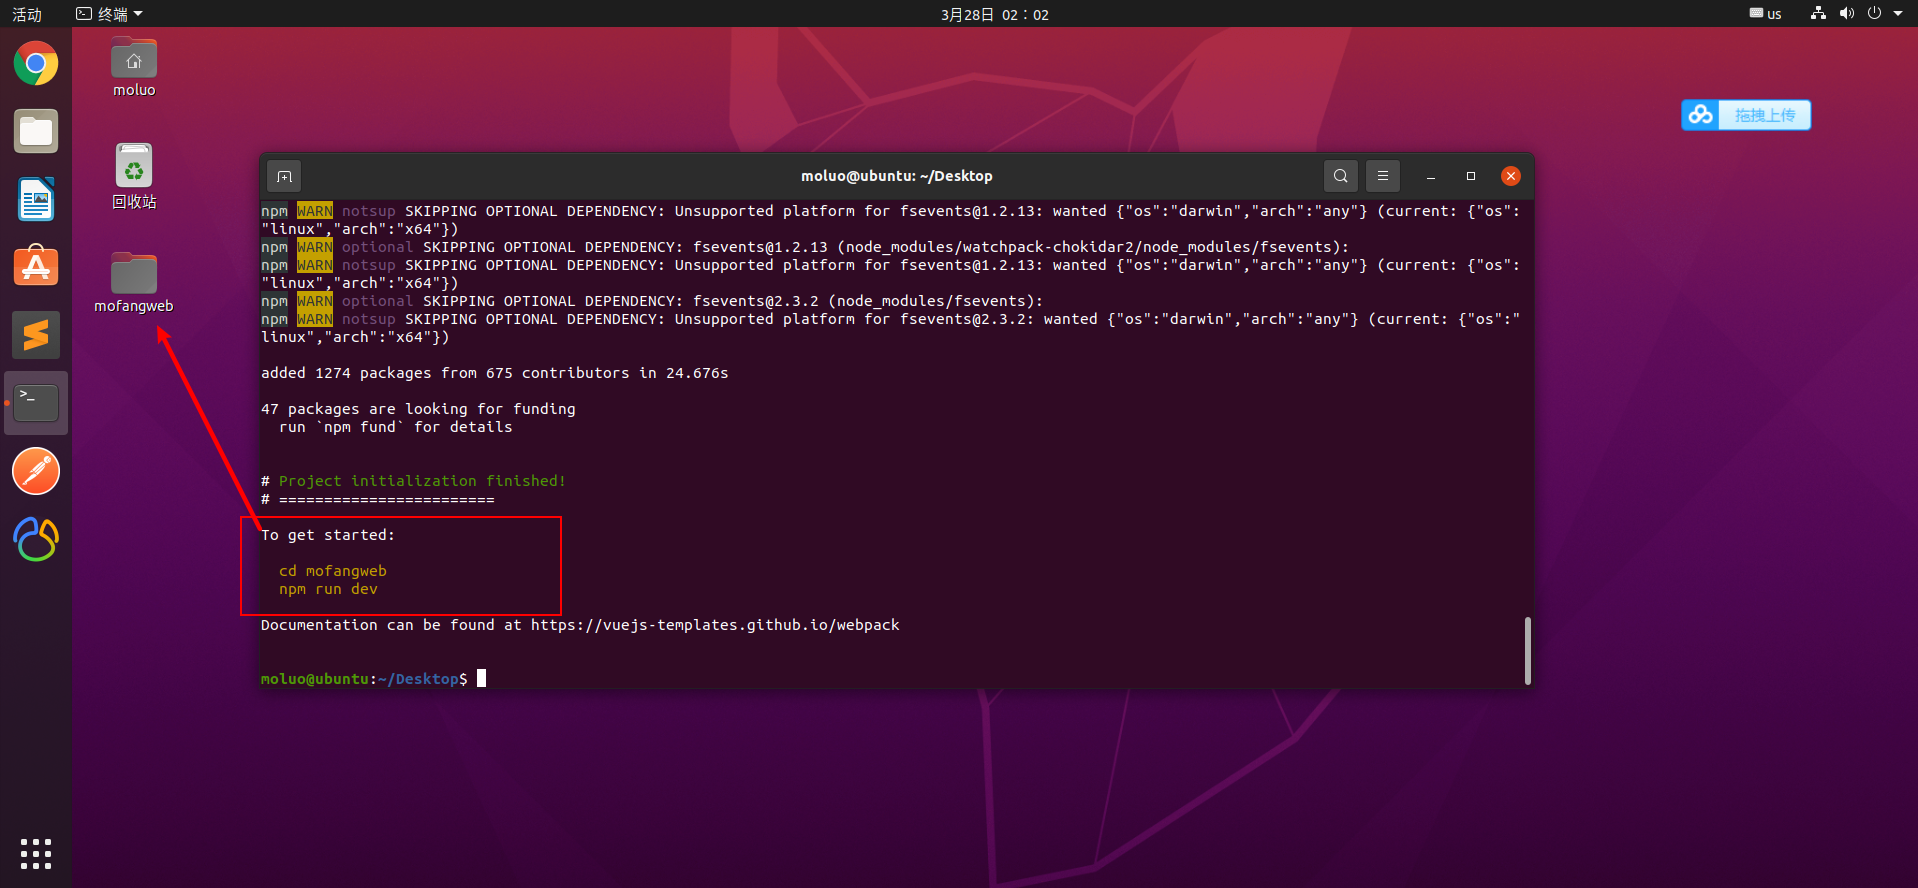 活动
终端
3月28日 02：02
us
moluo
回收站
mofangweb
拖拽上传
moluo@ubuntu: ~/Desktop
npm WARN notsup SKIPPING OPTIONAL DEPENDENCY: Unsupported platform for fsevents@1.2.13: wanted {"os":"darwin","arch":"any"} (current: {"os":
"linux","arch":"x64"})
npm WARN optional SKIPPING OPTIONAL DEPENDENCY: fsevents@1.2.13 (node_modules/watchpack-chokidar2/node_modules/fsevents):
npm WARN notsup SKIPPING OPTIONAL DEPENDENCY: Unsupported platform for fsevents@1.2.13: wanted {"os":"darwin","arch":"any"} (current: {"os":
"linux","arch":"x64"})
npm WARN optional SKIPPING OPTIONAL DEPENDENCY: fsevents@2.3.2 (node_modules/fsevents):
npm WARN notsup SKIPPING OPTIONAL DEPENDENCY: Unsupported platform for fsevents@2.3.2: wanted {"os":"darwin","arch":"any"} (current: {"os":"
linux","arch":"x64"})
added 1274 packages from 675 contributors in 24.676s
47 packages are looking for funding
run `npm fund` for details
# Project initialization finished!
# ========================
To get started:
cd mofangweb
npm run dev
Documentation can be found at https://vuejs-templates.github.io/webpack
moluo@ubuntu:~/Desktop$